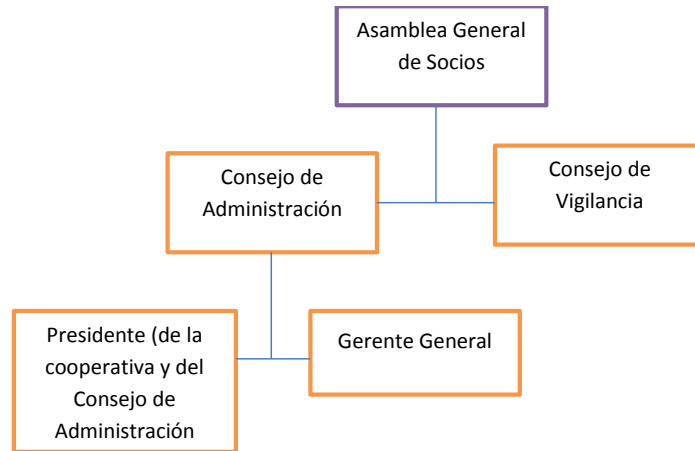 Asamblea General
de Socios
Consejo de
Administración
Consejo de
Vigilancia
Presidente (de la
cooperativa y del
Consejo de
Administración
Gerente General